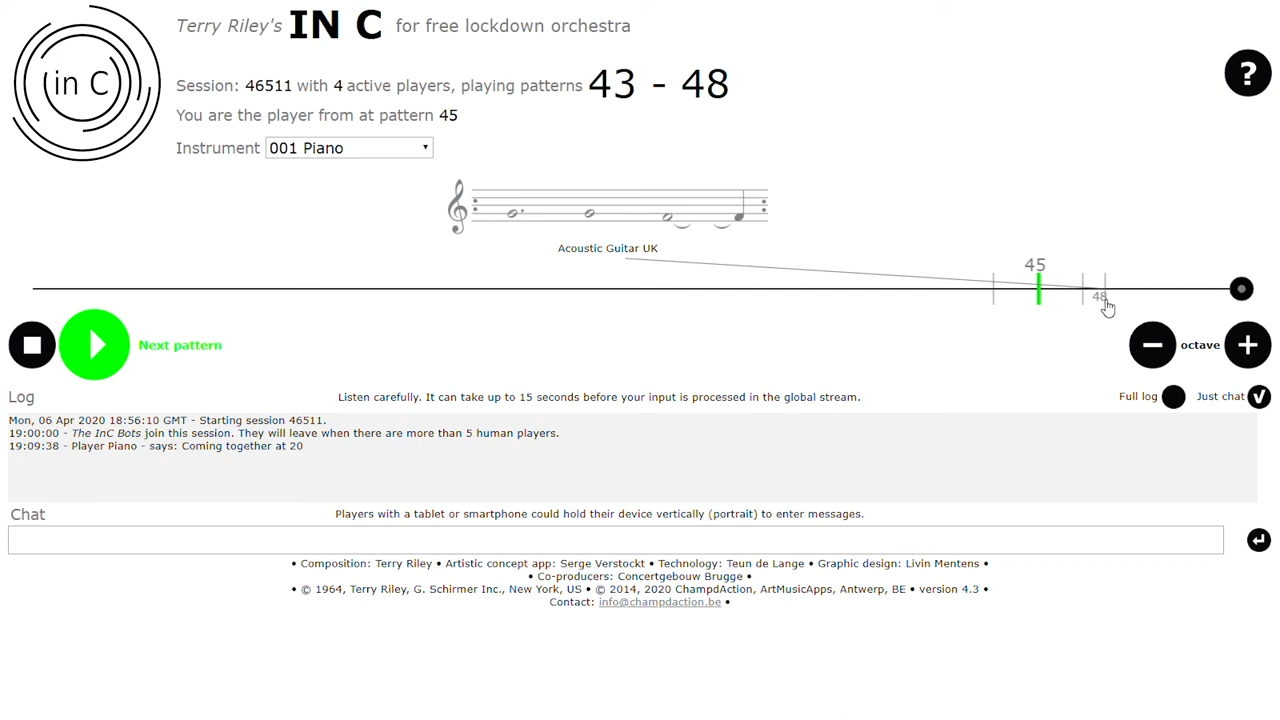 in C
Terry Riley's IN C for free lockdown orchestra
?
Session: 46511 with 4 active players, playing patterns 43 - 48
You are the player from at pattern 45
Instrument 001 Piano
Acoustic Guitar UK
45
48
Next pattern
octave
Log
Listen carefully. It can take up to 15 seconds before your input is processed in the global stream.
Full log Just chat
Mon, 06 Apr 2020 18:56:10 GMT - Starting session 46511.
19:00:00 - The InC Bots join this session. They will leave when there are more than 5 human players.
19:09:38 - Player Piano - says: Coming together at 20
Chat
Players with a tablet or smartphone could hold their device vertically (portrait) to enter messages.
• Composition: Terry Riley • Artistic concept app: Serge Verstockt • Technology: Teun de Lange • Graphic design: Livin Mentens •
• Co-producers: Concertgebouw Brugge •
• © 1964, Terry Riley, G. Schirmer Inc., New York, US • © 2014, 2020 ChampdAction, ArtMusicApps, Antwerp, BE • version 4.3 •
Contact: info@champdaction.be •